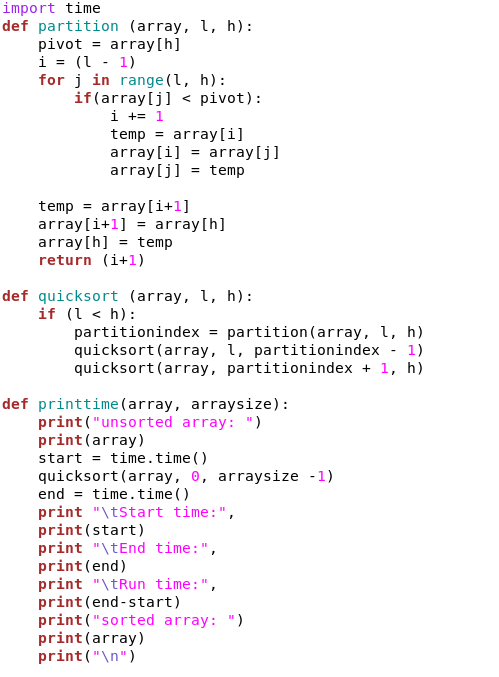 import time
def partition (array, l, h):
    pivot = array[h]
    i = (l - 1)
    for j in range(l, h):
        if(array[j] < pivot):
            i += 1
            temp = array[i]
            array[i] = array[j]
            array[j] = temp

    temp = array[i+1]
    array[i+1] = array[h]
    array[h] = temp
    return (i+1)

def quicksort (array, l, h):
    if (l < h):
        partitionindex = partition(array, l, h)
        quicksort(array, l, partitionindex - 1)
        quicksort(array, partitionindex + 1, h)

def printtime(array, arraysize):
    print("unsorted array: ")
    print(array)
    start = time.time()
    quicksort(array, 0, arraysize -1)
    end = time.time()
    print "\tStart time:",
    print(start)
    print "\tEnd time:",
    print(end)
    print "\tRun time:",
    print(end-start)
    print("sorted array: ")
    print(array)
    print("\n")